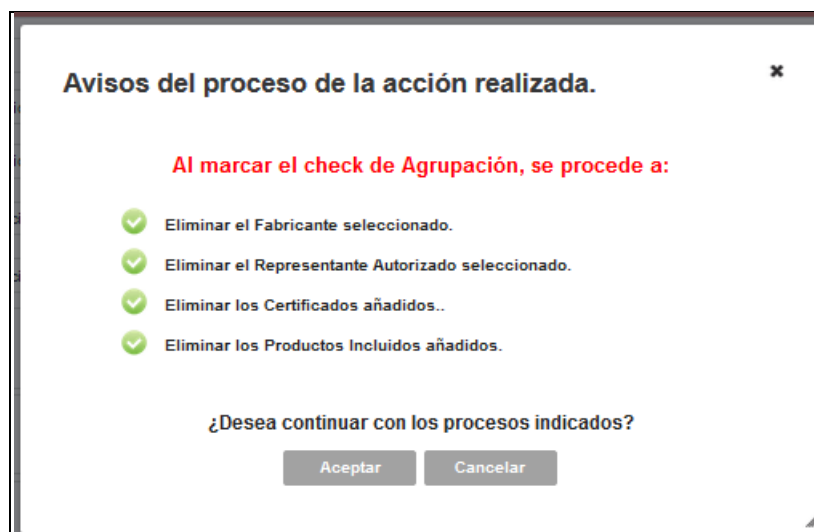 Avisos del proceso de la acción realizada.
Al marcar el check de Agrupación, se procede a:
Eliminar el Fabricante seleccionado.
Eliminar el Representante Autorizado seleccionado.
Eliminar los Certificados añadidos..
Eliminar los Productos Incluidos añadidos.
¿Desea continuar con los procesos indicados?
Aceptar Cancelar